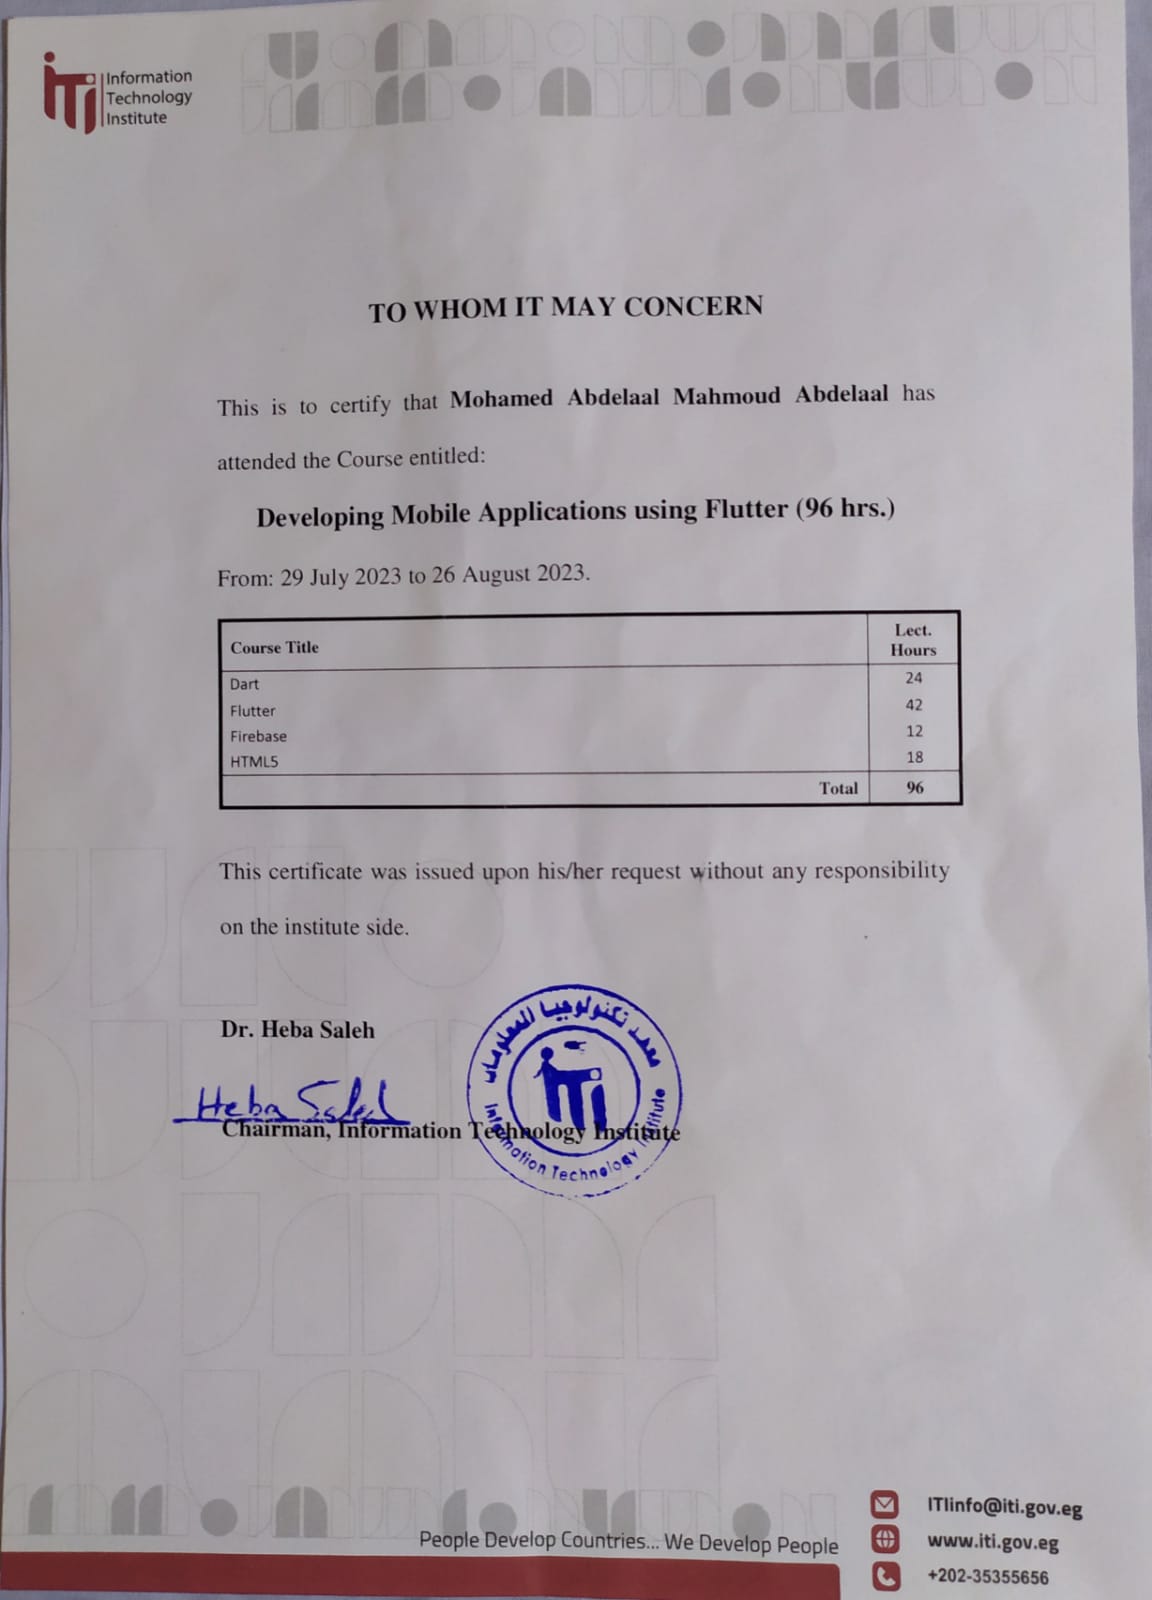 iTi
Information
Technology
Institute
TO WHOM IT MAY CONCERN
This is to certify that Mohamed Abdelaal Mahmoud Abdelaal has
attended the Course entitled:
Developing Mobile Applications using Flutter (96 hrs.)
From: 29 July 2023 to 26 August 2023.
Course Title Lect. Hours
Dart 24
Flutter 42
Firebase 12
HTML5 18
Total 96
This certificate was issued upon his/her request without any responsibility
on the institute side.
Dr. Heba Saleh
Heba Saleh
Chairman, Information Technology Institute
معهد تكنولوجيا المعلومات
iTi
Information Technology Institute
People Develop Countries... We Develop People
ITIinfo@iti.gov.eg
www.iti.gov.eg
+202-35355656